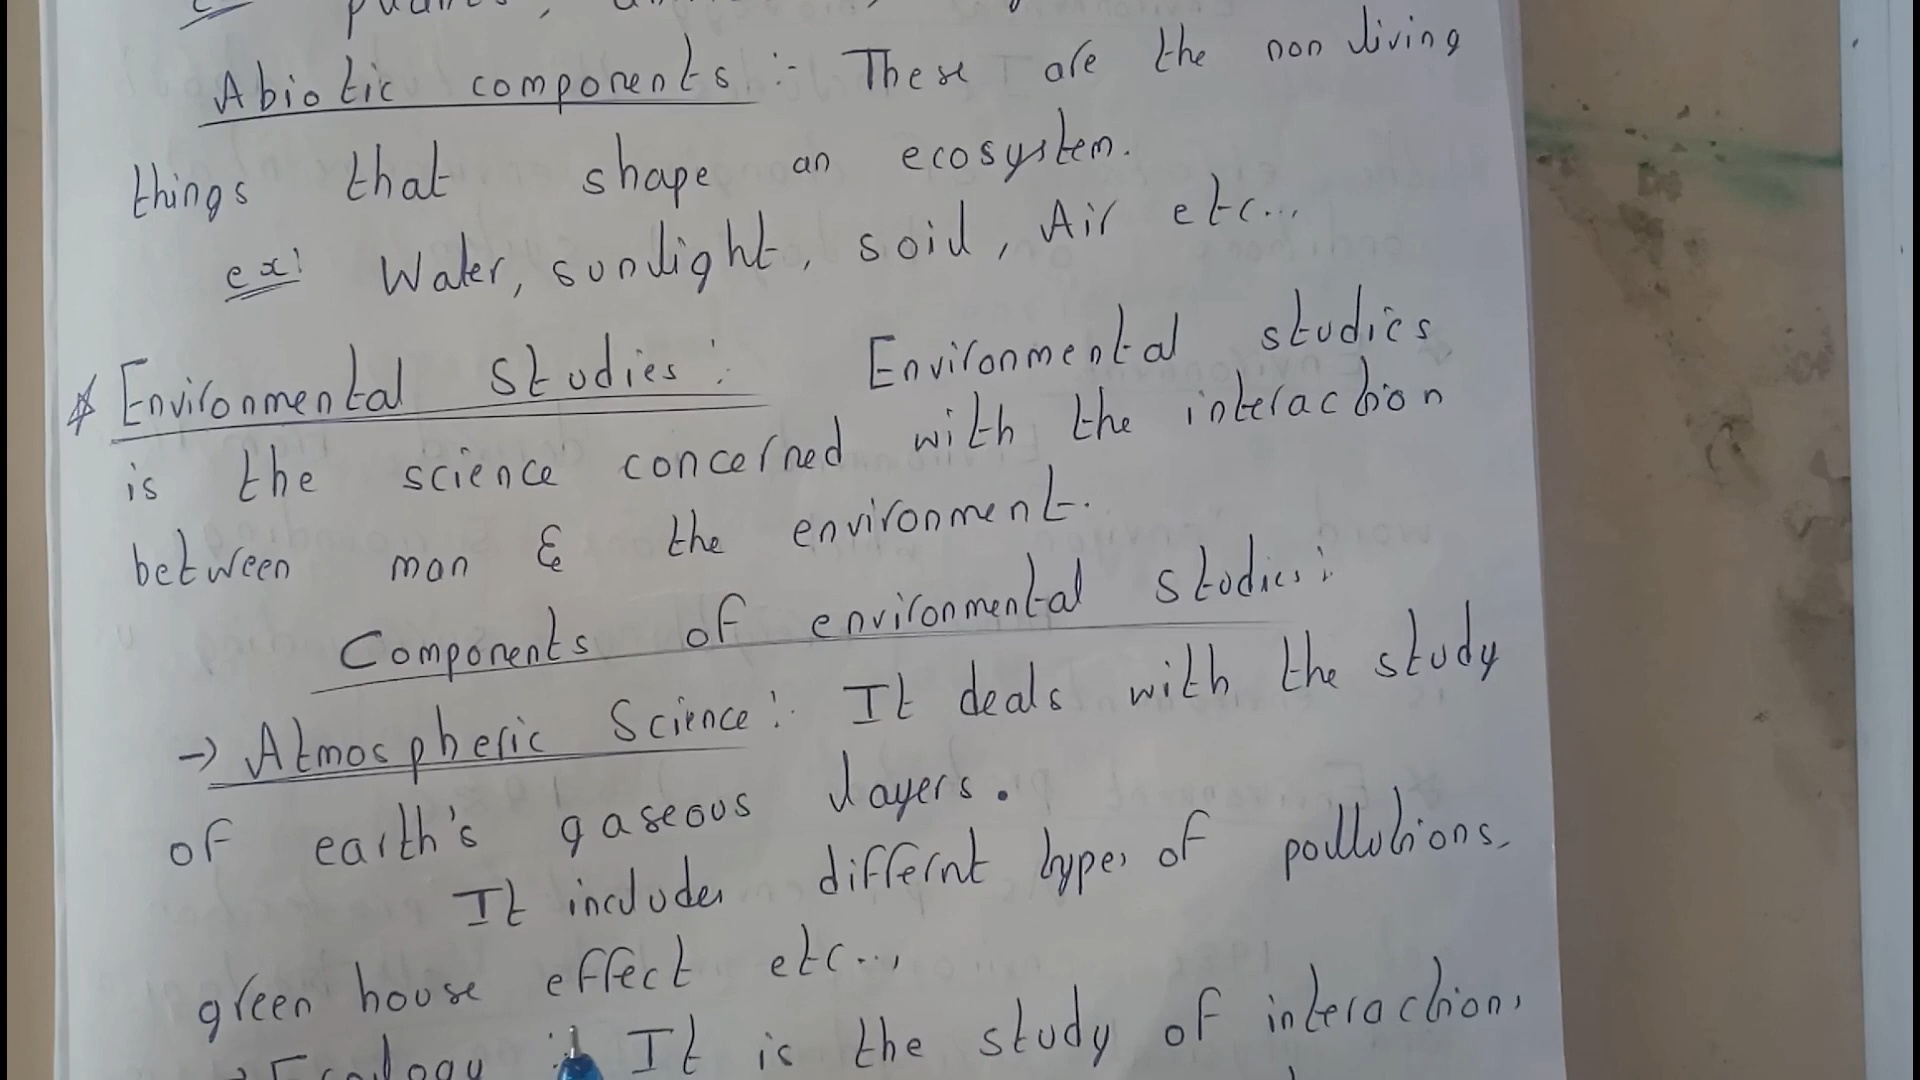 Abiotic components :- These are the non living
things that shape an ecosystem.
ex: Water, sunlight, soil, Air etc...
* Environmental Studies: Environmental studies
is the science concerned with the interaction
between man & the environment.
Components of environmental studies:
→ Atmospheric Science: It deals with the study
of earth's gaseous layers.
It includes differnt types of pollutions,
green house effect etc...
→ Ecology : It is the study of interactions